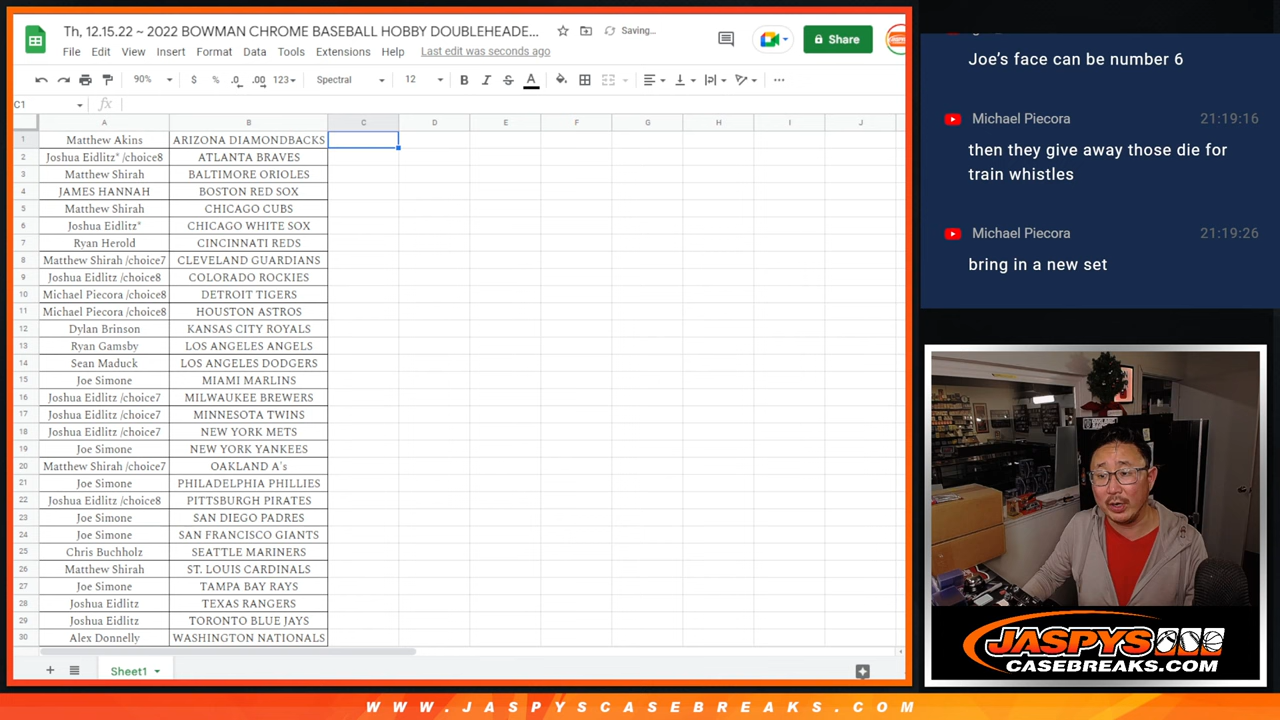 Th, 12.15.22 ~ 2022 BOWMAN CHROME BASEBALL HOBBY DOUBLEHEADE...
Saving...
Share
File Edit View Insert Format Data Tools Extensions Help Last edit was seconds ago
90% $ % .0 .00 123 Spectral 12 B I S A
C1 fx
A B C D E F G H I J
1 Matthew Akins ARIZONA DIAMONDBACKS
2 Joshua Eidlitz* /choice8 ATLANTA BRAVES
3 Matthew Shirah BALTIMORE ORIOLES
4 JAMES HANNAH BOSTON RED SOX
5 Matthew Shirah CHICAGO CUBS
6 Joshua Eidlitz* CHICAGO WHITE SOX
7 Ryan Herold CINCINNATI REDS
8 Matthew Shirah /choice7 CLEVELAND GUARDIANS
9 Joshua Eidlitz /choice8 COLORADO ROCKIES
10 Michael Piecora /choice8 DETROIT TIGERS
11 Michael Piecora /choice8 HOUSTON ASTROS
12 Dylan Brinson KANSAS CITY ROYALS
13 Ryan Gamsby LOS ANGELES ANGELS
14 Sean Maduck LOS ANGELES DODGERS
15 Joe Simone MIAMI MARLINS
16 Joshua Eidlitz /choice7 MILWAUKEE BREWERS
17 Joshua Eidlitz /choice7 MINNESOTA TWINS
18 Joshua Eidlitz /choice7 NEW YORK METS
19 Joe Simone NEW YORK YANKEES
20 Matthew Shirah /choice7 OAKLAND A's
21 Joe Simone PHILADELPHIA PHILLIES
22 Joshua Eidlitz /choice8 PITTSBURGH PIRATES
23 Joe Simone SAN DIEGO PADRES
24 Joe Simone SAN FRANCISCO GIANTS
25 Chris Buchholz SEATTLE MARINERS
26 Matthew Shirah ST. LOUIS CARDINALS
27 Joe Simone TAMPA BAY RAYS
28 Joshua Eidlitz TEXAS RANGERS
29 Joshua Eidlitz TORONTO BLUE JAYS
30 Alex Donnelly WASHINGTON NATIONALS
Sheet1
Joe's face can be number 6
Michael Piecora 21:19:16
then they give away those die for
train whistles
Michael Piecora 21:19:26
bring in a new set
JASPYS
CASEBREAKS.COM
WWW.JASPYSCASEBREAKS.COM